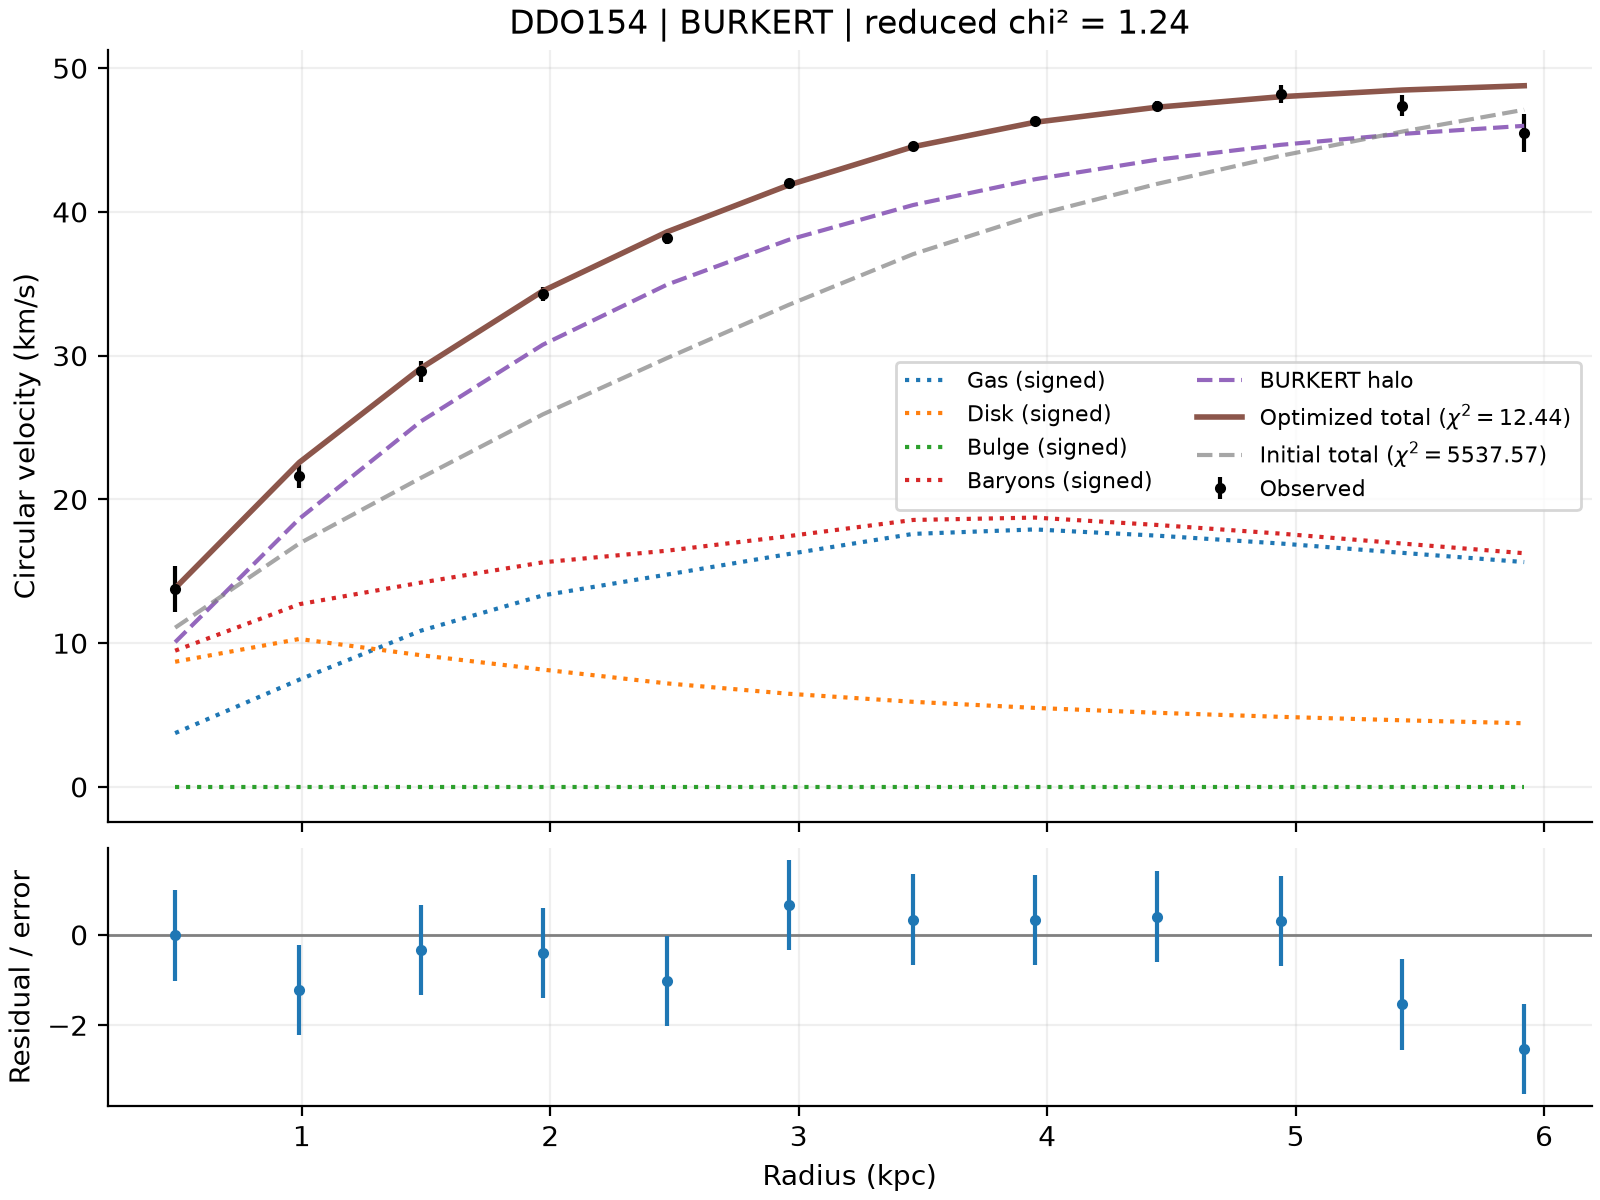 DDO154 | BURKERT | reduced chi² = 1.24
Circular velocity (km/s)
50
40
30
20
10
0
Gas (signed)
Disk (signed)
Bulge (signed)
Baryons (signed)
BURKERT halo
Optimized total (χ² = 12.44)
Initial total (χ² = 5537.57)
Observed
Residual / error
0
−2
1 2 3 4 5 6
Radius (kpc)